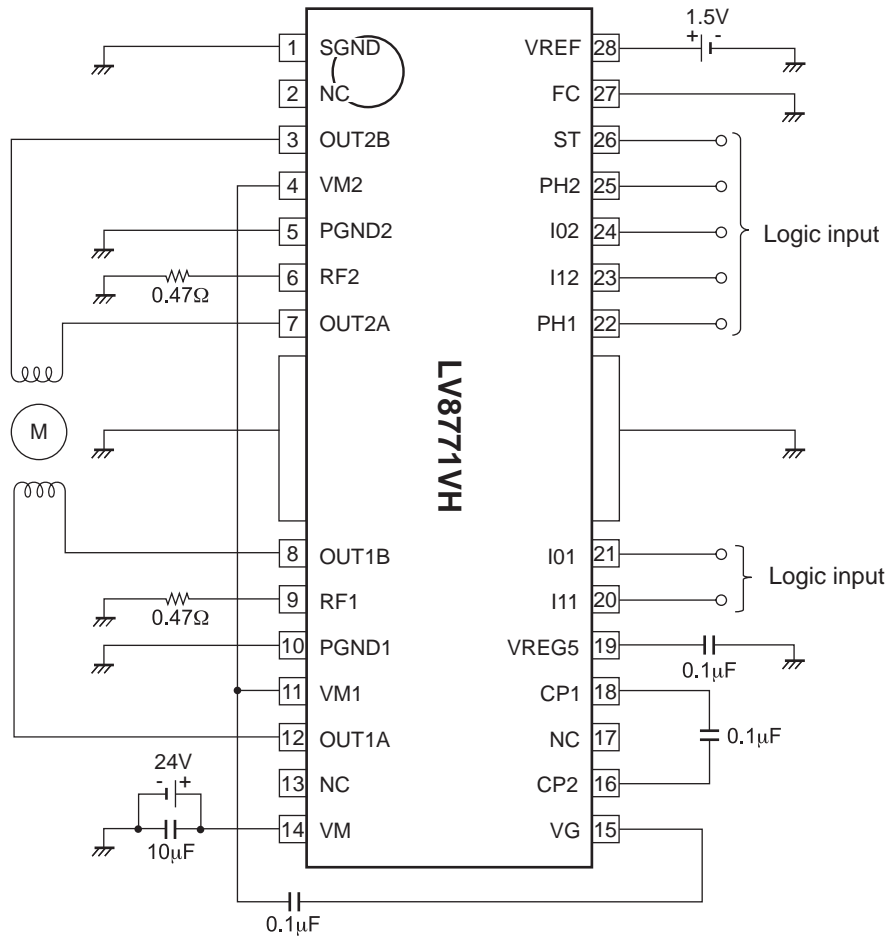 1.5V
+ -
1 SGND VREF 28
2 NC FC 27
3 OUT2B ST 26
4 VM2 PH2 25
5 PGND2 I02 24
Logic input
6 RF2 I12 23
0.47Ω
7 OUT2A PH1 22
LV8771VH
M
8 OUT1B I01 21
Logic input
9 RF1 I11 20
0.47Ω
10 PGND1 VREG5 19
0.1µF
11 VM1 CP1 18
12 OUT1A NC 17
0.1µF
24V
- +
13 NC CP2 16
14 VM VG 15
10µF
0.1µF